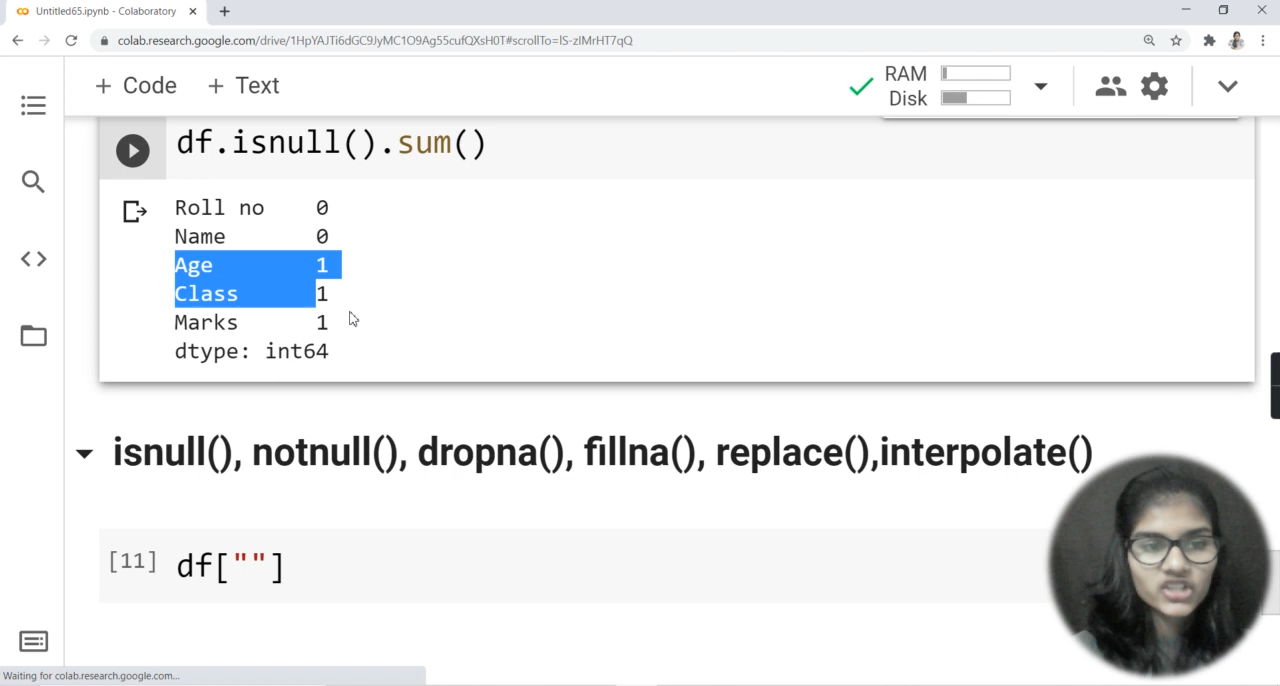 Untitled65.ipynb - Colaboratory
colab.research.google.com/drive/1HpYAJTi6dGC9JyMC1O9Ag55cufQXsH0T#scrollTo=lS-zIMrHT7qQ
+ Code + Text
RAM
Disk
df.isnull().sum()
Roll no 0
Name 0
Age 1
Class 1
Marks 1
dtype: int64
isnull(), notnull(), dropna(), fillna(), replace(),interpolate()
[11] df[""]
Waiting for colab.research.google.com...